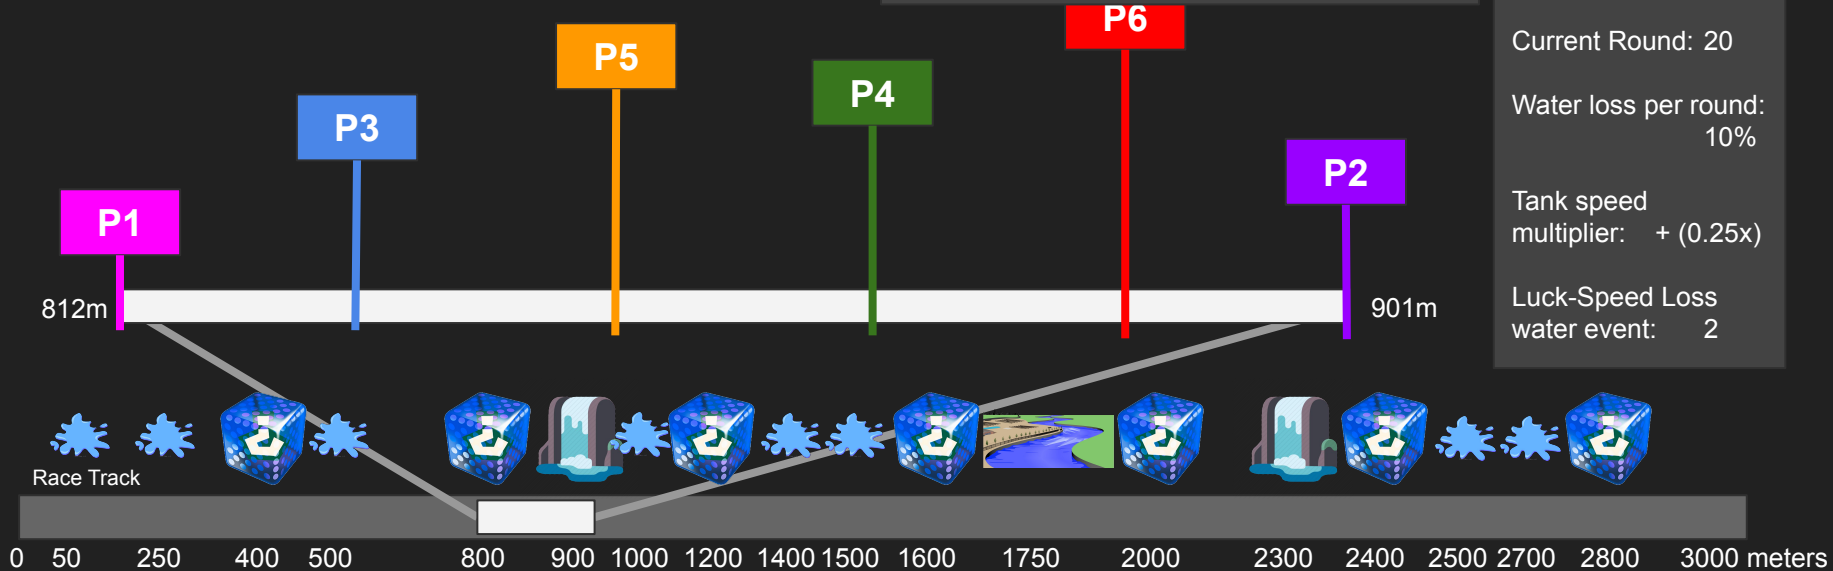 P6
P5
P4
P3
P2
P1
812m
901m
Current Round: 20
Water loss per round:
10%
Tank speed
multiplier: + (0.25x)
Luck-Speed Loss
water event: 2
Race Track
0 50 250 400 500 800 900 1000 1200 1400 1500 1600 1750 2000 2300 2400 2500 2700 2800 3000 meters